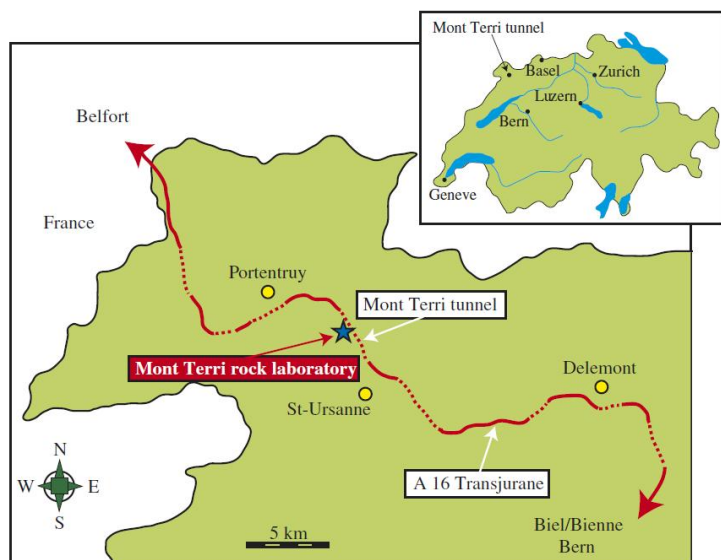 Mont Terri tunnel
Basel
Zurich
Luzern
Bern
Geneve
Belfort
France
Portentruy
Mont Terri tunnel
Mont Terri rock laboratory
Delemont
St-Ursanne
A 16 Transjurane
N
W E
S
5 km
Biel/Bienne
Bern